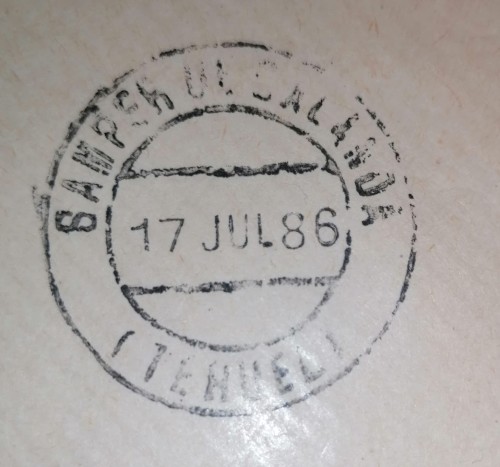 SAMPER DE CALANDA
17 JUL 86
(TERUEL)